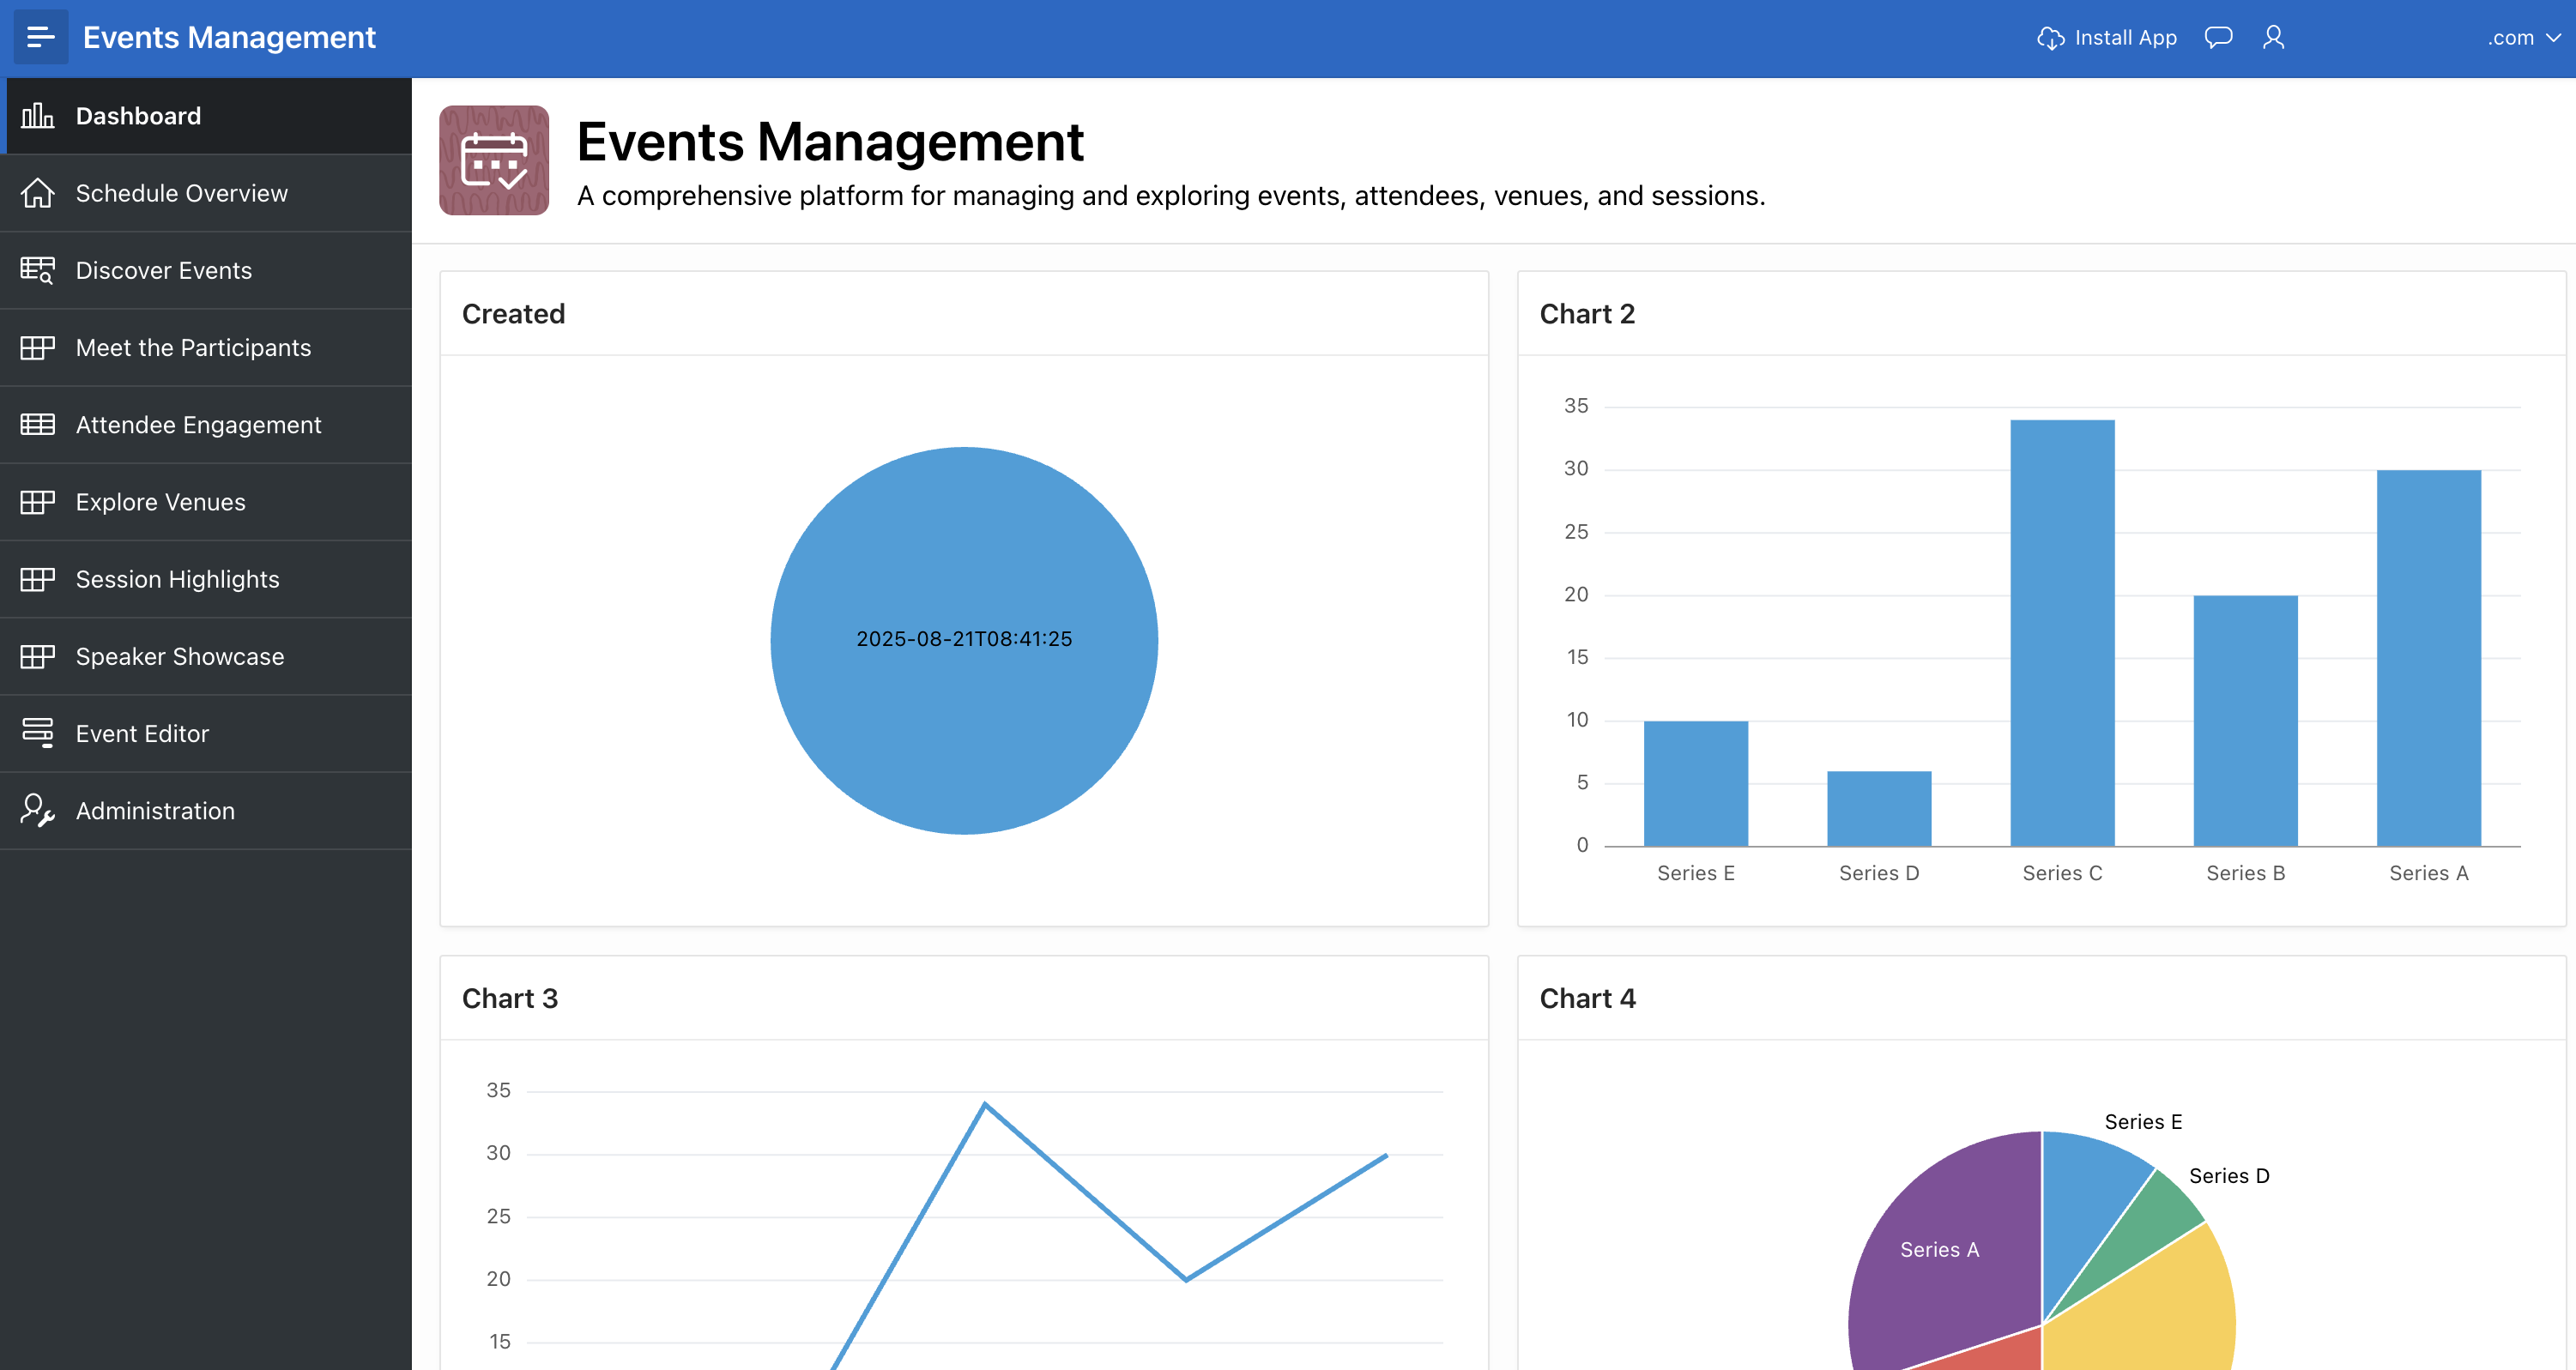 Events Management
Install App
.com
Dashboard
Schedule Overview
Discover Events
Meet the Participants
Attendee Engagement
Explore Venues
Session Highlights
Speaker Showcase
Event Editor
Administration
Events Management
A comprehensive platform for managing and exploring events, attendees, venues, and sessions.
Created
2025-08-21T08:41:25
Chart 2
35
30
25
20
15
10
5
0
Series E
Series D
Series C
Series B
Series A
Chart 3
35
30
25
20
15
Chart 4
Series E
Series D
Series A